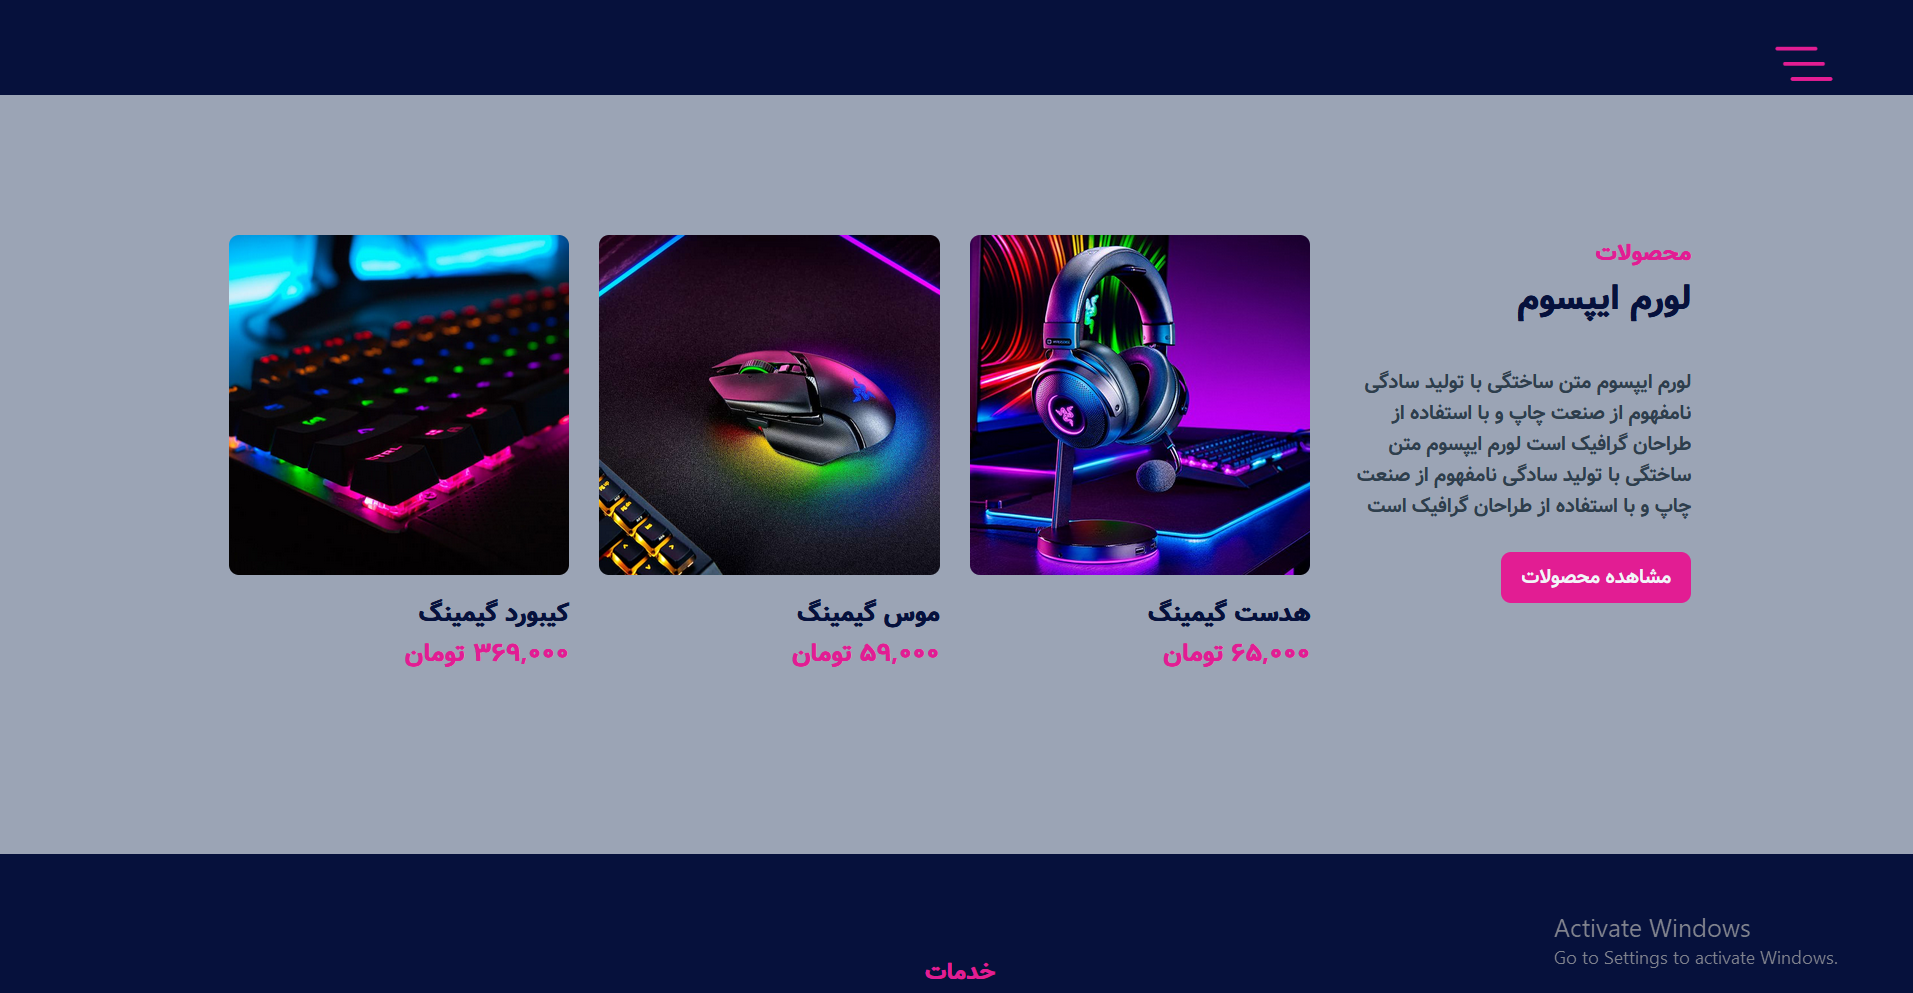 محصولات
لورم ایپسوم
لورم ایپسوم متن ساختگی با تولید سادگی
نامفهوم از صنعت چاپ و با استفاده از
طراحان گرافیک است لورم ایپسوم متن
ساختگی با تولید سادگی نامفهوم از صنعت
چاپ و با استفاده از طراحان گرافیک است
مشاهده محصولات
هدست گیمینگ
۶۵,۰۰۰ تومان
موس گیمینگ
۵۹,۰۰۰ تومان
کیبورد گیمینگ
۳۶۹,۰۰۰ تومان
خدمات
Activate Windows
Go to Settings to activate Windows.